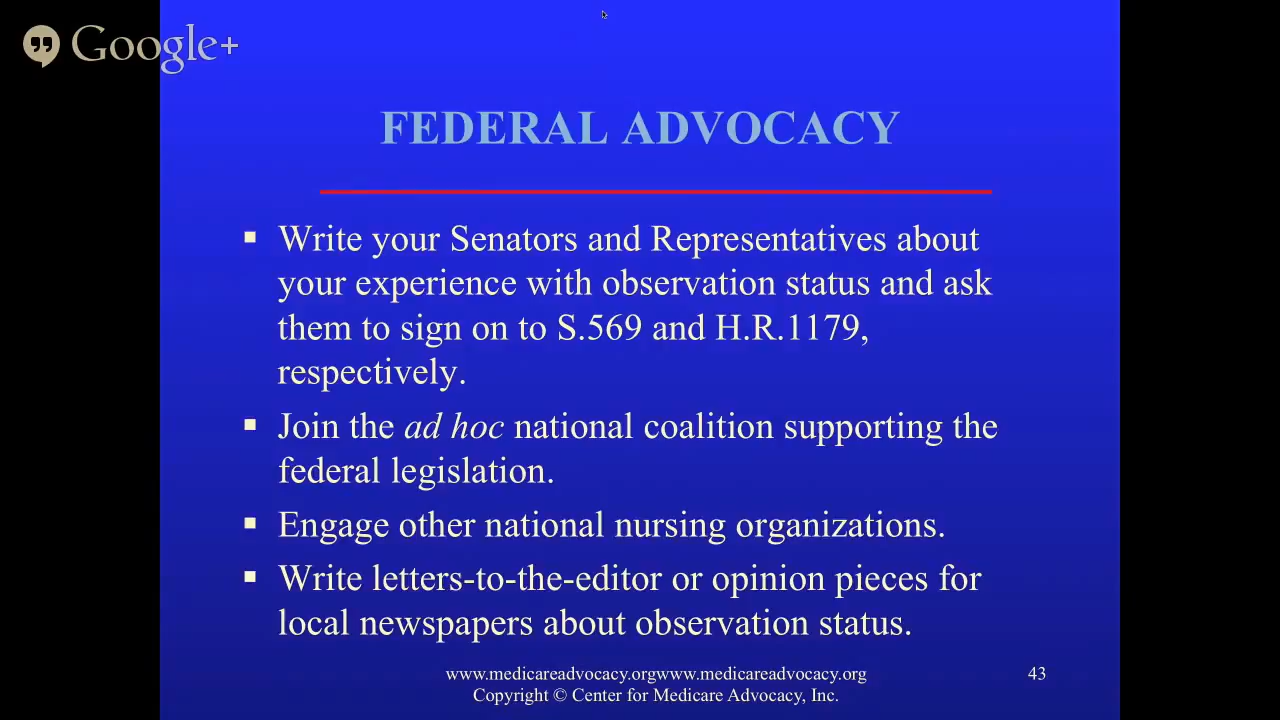 Google+
FEDERAL ADVOCACY
▪ Write your Senators and Representatives about
your experience with observation status and ask
them to sign on to S.569 and H.R.1179,
respectively.
▪ Join the ad hoc national coalition supporting the
federal legislation.
▪ Engage other national nursing organizations.
▪ Write letters-to-the-editor or opinion pieces for
local newspapers about observation status.
www.medicareadvocacy.orgwww.medicareadvocacy.org 43
Copyright © Center for Medicare Advocacy, Inc.